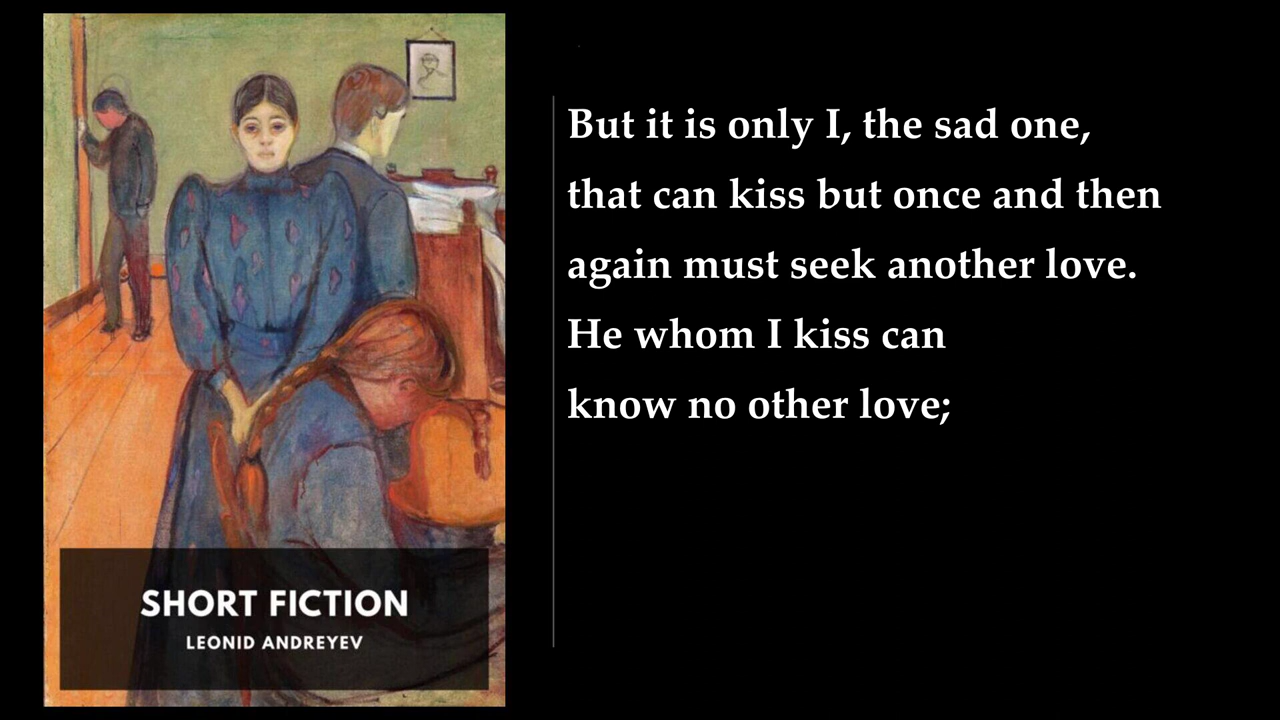 SHORT FICTION
LEONID ANDREYEV
But it is only I, the sad one,
that can kiss but once and then
again must seek another love.
He whom I kiss can
know no other love;